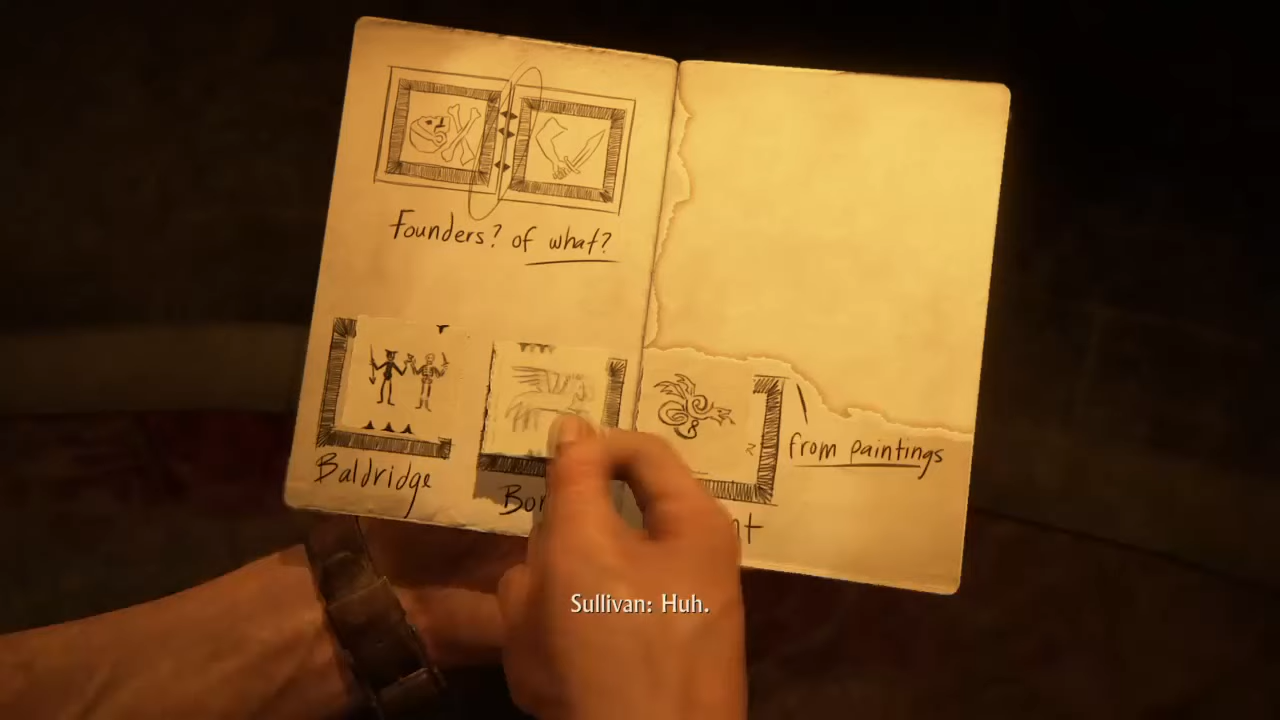 Founders? of what?
from paintings
Baldridge
Sullivan: Huh.